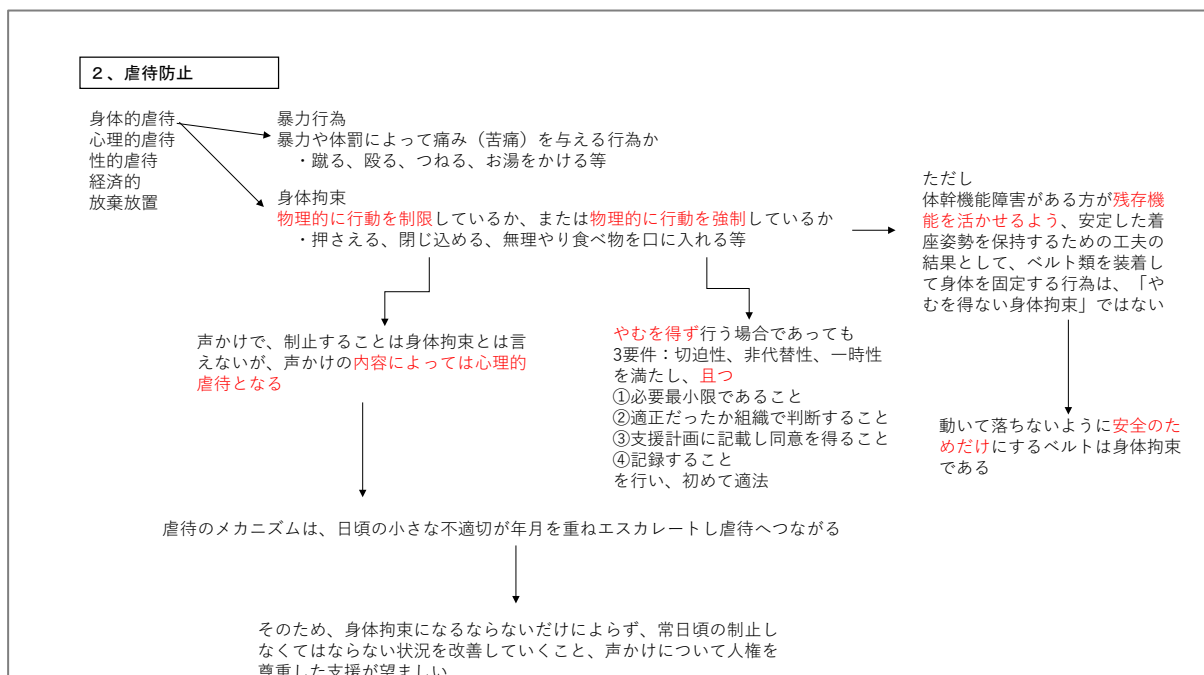 ２、虐待防止
身体的虐待
心理的虐待
性的虐待
経済的
放棄放置
暴力行為
暴力や体罰によって痛み（苦痛）を与える行為か
・蹴る、殴る、つねる、お湯をかける等
身体拘束
物理的に行動を制限しているか、または物理的に行動を強制しているか
・押さえる、閉じ込める、無理やり食べ物を口に入れる等
ただし
体幹機能障害がある方が残存機
能を活かせるよう、安定した着
座姿勢を保持するための工夫の
結果として、ベルト類を装着し
て身体を固定する行為は、「や
むを得ない身体拘束」ではない
声かけで、制止することは身体拘束とは言
えないが、声かけの内容によっては心理的
虐待となる
やむを得ず行う場合であっても
3要件：切迫性、非代替性、一時性
を満たし、且つ
①必要最小限であること
②適正だったか組織で判断すること
③支援計画に記載し同意を得ること
④記録すること
を行い、初めて適法
動いて落ちないように安全のた
めだけにするベルトは身体拘束
である
虐待のメカニズムは、日頃の小さな不適切が年月を重ねエスカレートし虐待へつながる
そのため、身体拘束になるならないだけによらず、常日頃の制止し
なくてはならない状況を改善していくこと、声かけについて人権を
尊重した支援が望ましい